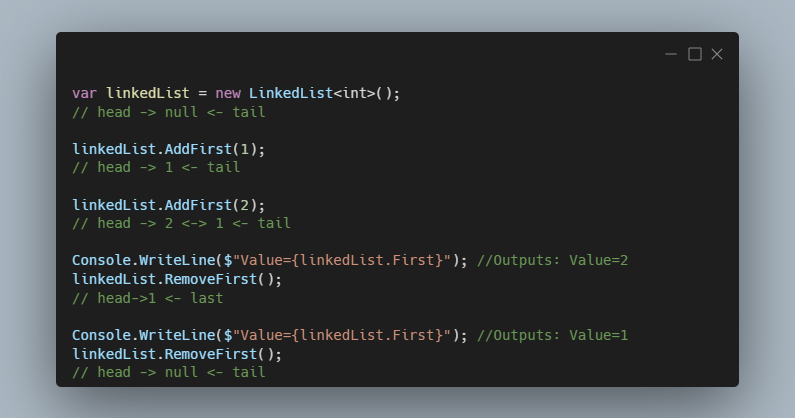 var linkedList = new LinkedList<int>();
// head -> null <- tail
linkedList.AddFirst(1);
// head -> 1 <- tail
linkedList.AddFirst(2);
// head -> 2 <-> 1 <- tail
Console.WriteLine($"Value={linkedList.First}"); //Outputs: Value=2
linkedList.RemoveFirst();
// head->1 <- last
Console.WriteLine($"Value={linkedList.First}"); //Outputs: Value=1
linkedList.RemoveFirst();
// head -> null <- tail